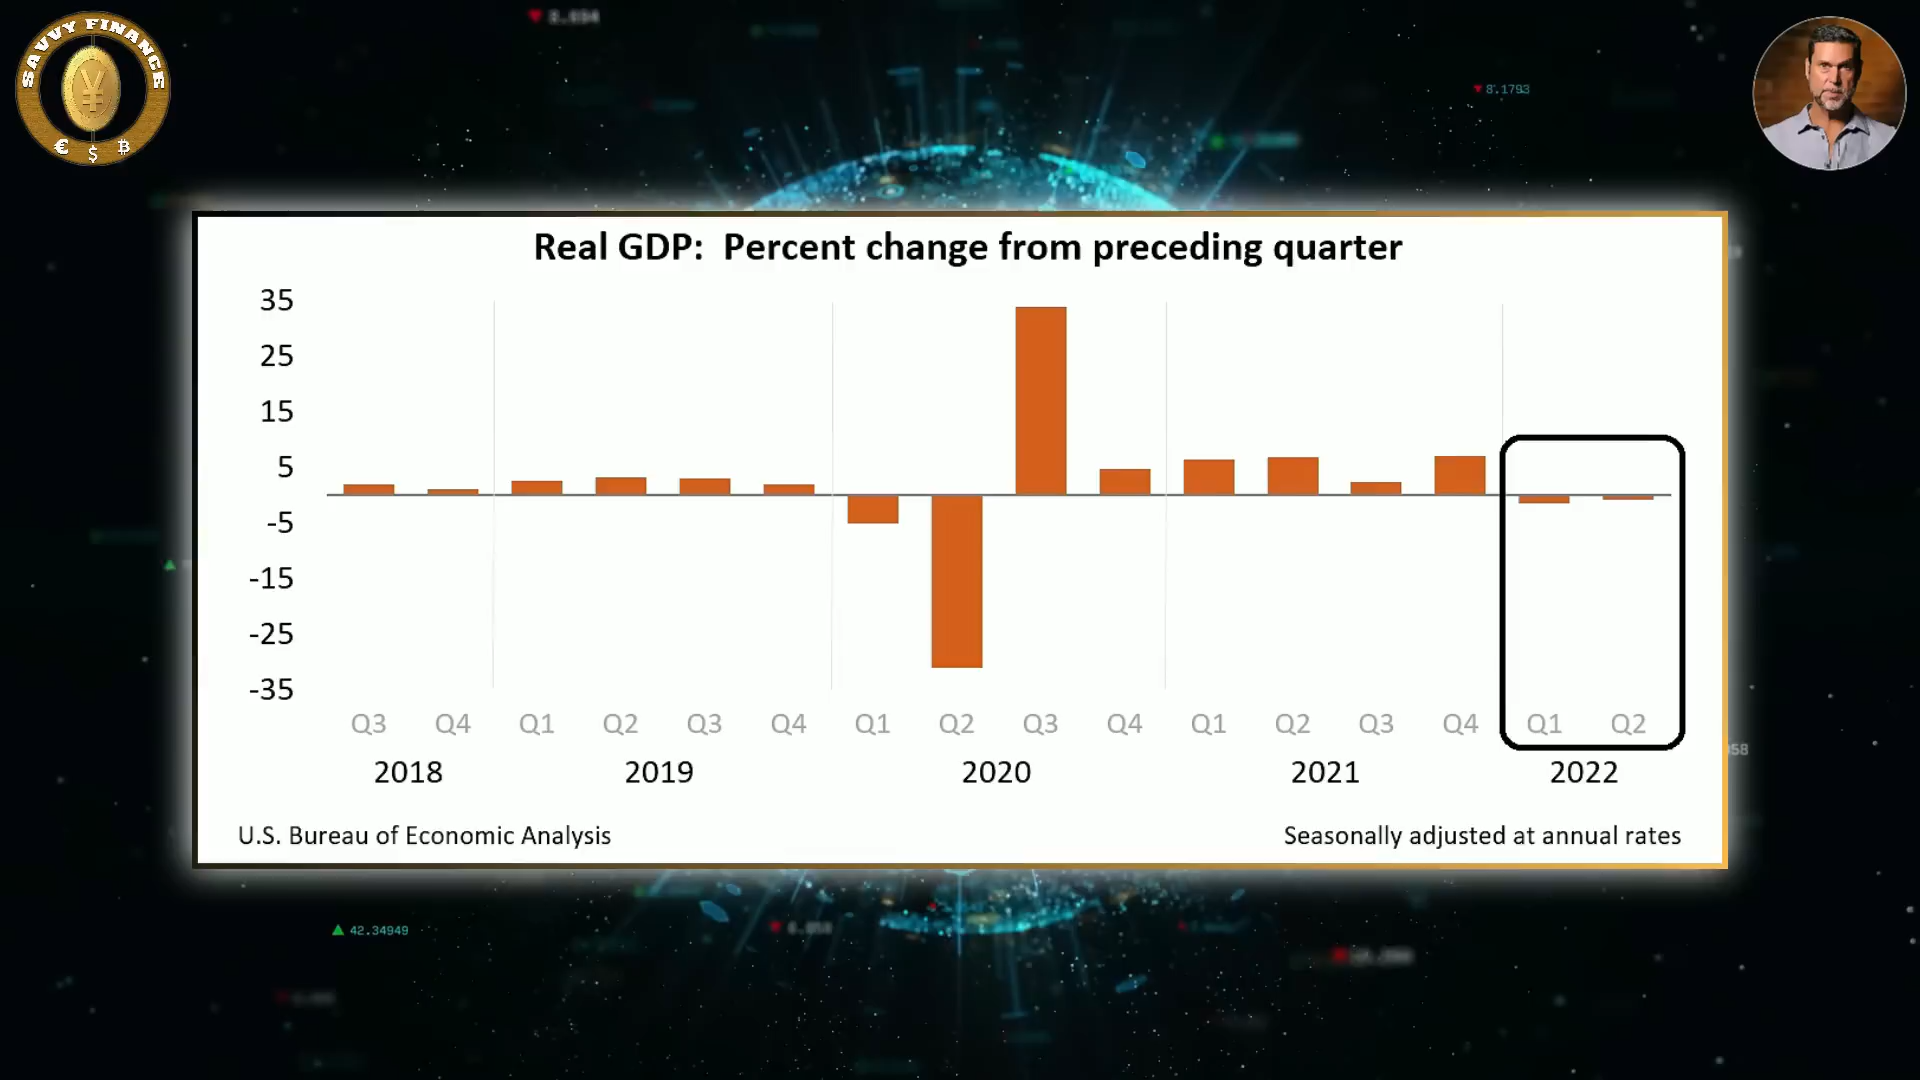 SAVVY FINANCE
¥
€ $ ₿
8.1793
Real GDP: Percent change from preceding quarter
35
25
15
5
-5
-15
-25
-35
Q3 Q4 Q1 Q2 Q3 Q4 Q1 Q2 Q3 Q4 Q1 Q2 Q3 Q4 Q1 Q2
2018 2019 2020 2021 2022
U.S. Bureau of Economic Analysis
Seasonally adjusted at annual rates
42.34949